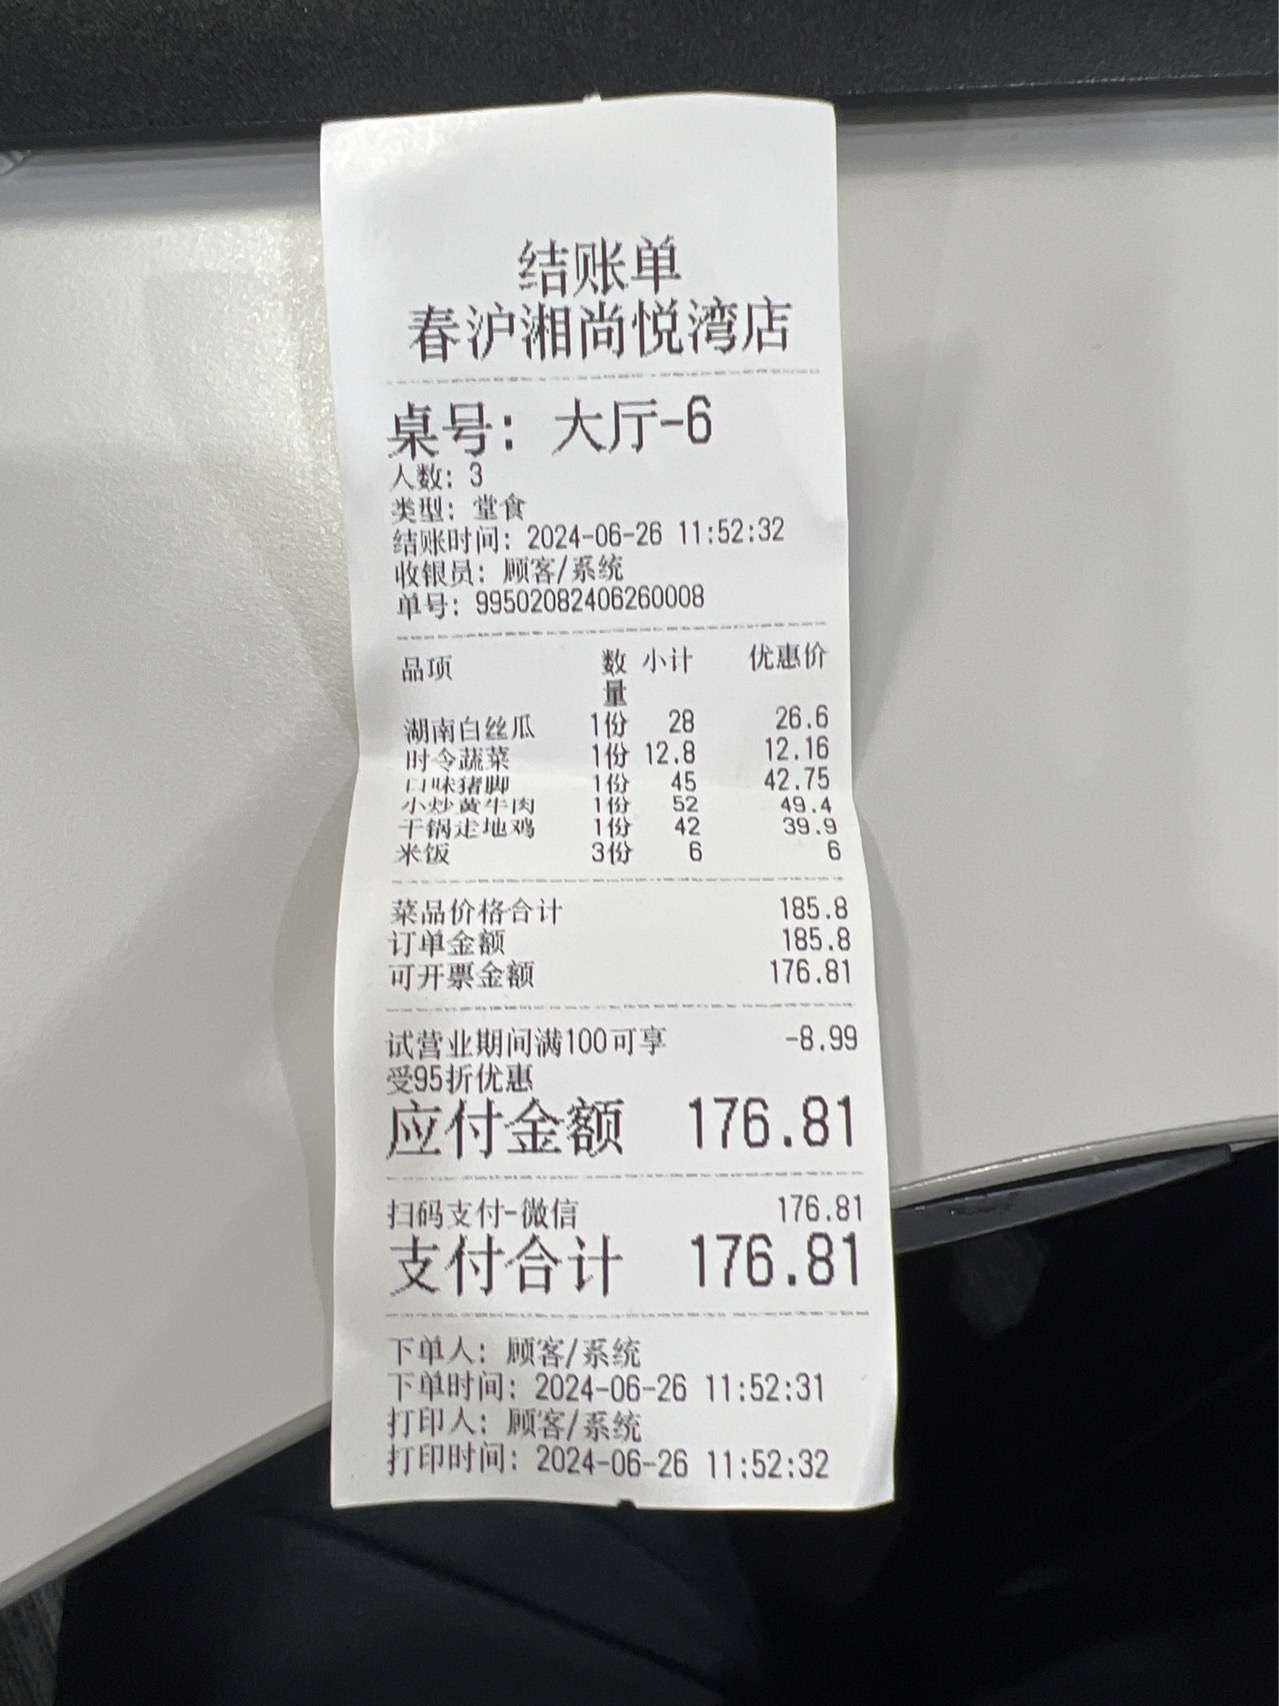 结账单
春沪湘尚悦湾店
桌号: 大厅-6
人数: 3
类型: 堂食
结账时间: 2024-06-26 11:52:32
收银员: 顾客/系统
单号: 99502082406260008
品项 数量 小计 优惠价
湖南白丝瓜 1份 28 26.6
时令蔬菜 1份 12.8 12.16
口味猪脚 1份 45 42.75
小炒黄牛肉 1份 52 49.4
干锅走地鸡 1份 42 39.9
米饭 3份 6 6
菜品价格合计 185.8
订单金额 185.8
可开票金额 176.81
试营业期间满100可享 -8.99
受95折优惠
应付金额 176.81
扫码支付-微信 176.81
支付合计 176.81
下单人: 顾客/系统
下单时间: 2024-06-26 11:52:31
打印人: 顾客/系统
打印时间: 2024-06-26 11:52:32